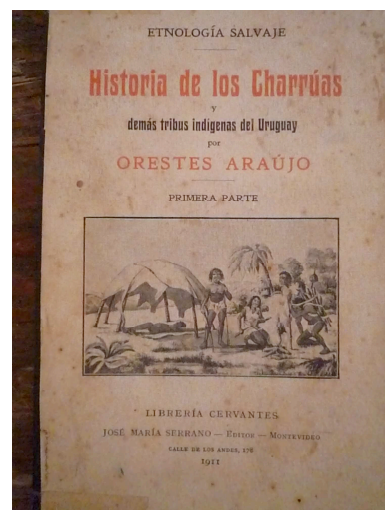 ETNOLOGÍA SALVAJE
Historia de los Charrúas
y
demás tribus indígenas del Uruguay
por
ORESTES ARAÚJO
PRIMERA PARTE
LIBRERÍA CERVANTES
JOSÉ MARÍA SERRANO — EDITOR — MONTEVIDEO
CALLE DE LOS ANDES, 176
1911